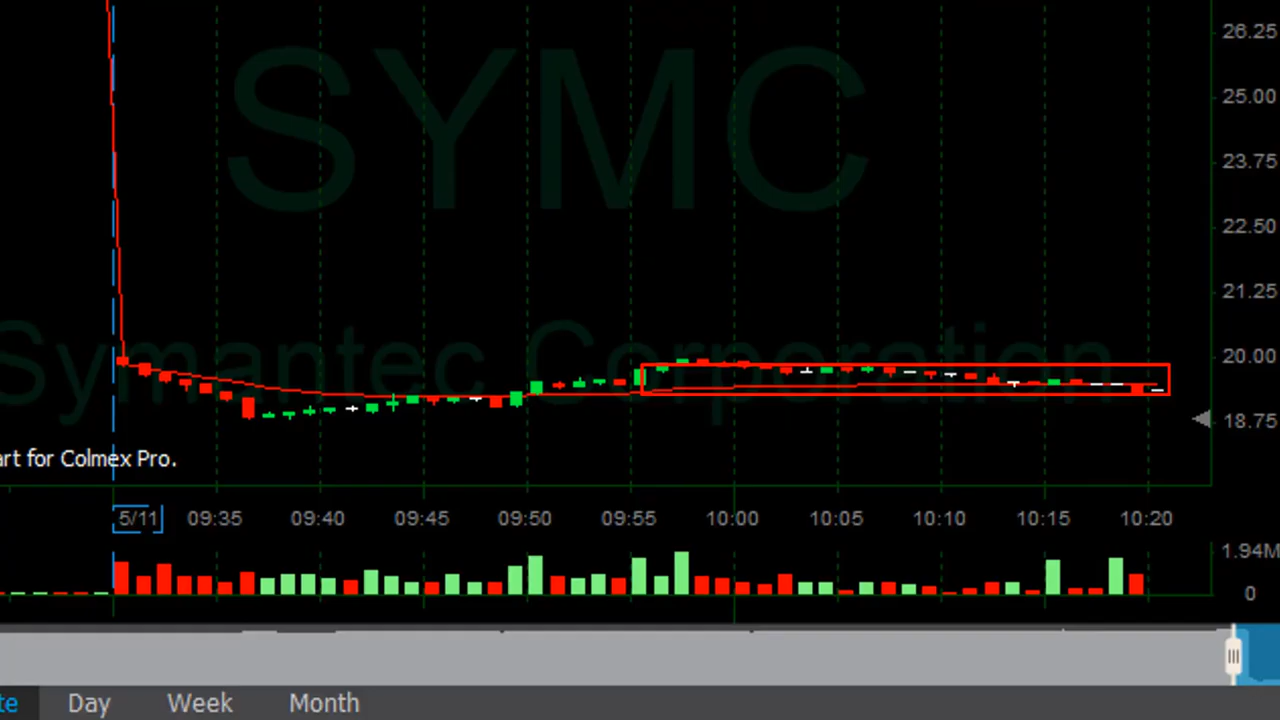 SYMC
Symantec Corporation
26.25
25.00
23.75
22.50
21.25
20.00
18.75
art for Colmex Pro.
5/11 09:35 09:40 09:45 09:50 09:55 10:00 10:05 10:10 10:15 10:20
1.94M
0
te Day Week Month